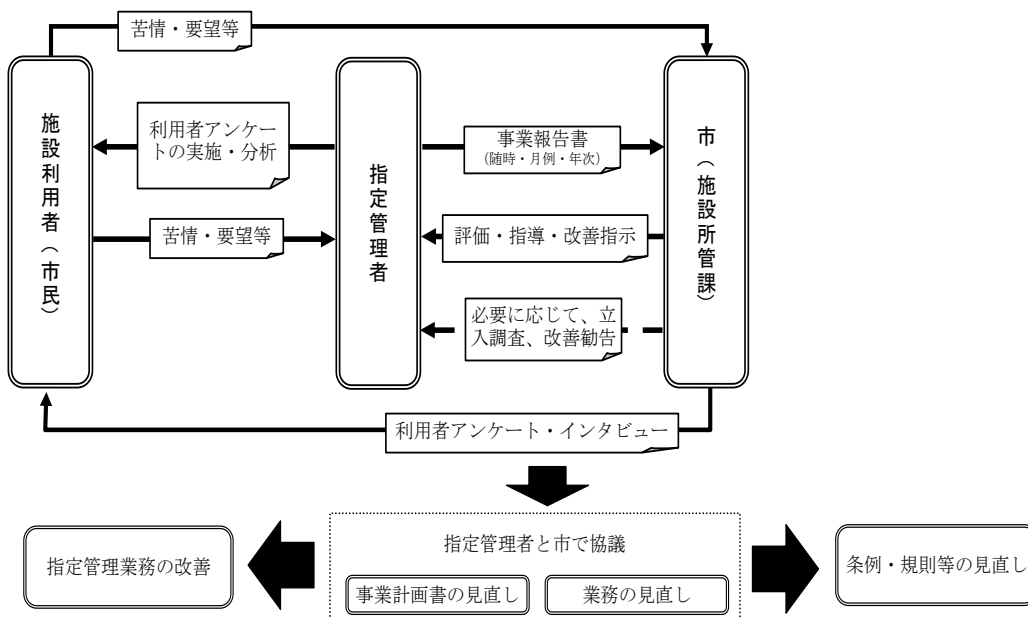 苦情・要望等
施設利用者（市民）
利用者アンケー
トの実施・分析
苦情・要望等
指定管理者
事業報告書
（随時・月例・年次）
評価・指導・改善指示
必要に応じて、立
入調査、改善勧告
市（施設所管課）
利用者アンケート・インタビュー
指定管理業務の改善
指定管理者と市で協議
事業計画書の見直し
業務の見直し
条例・規則等の見直し